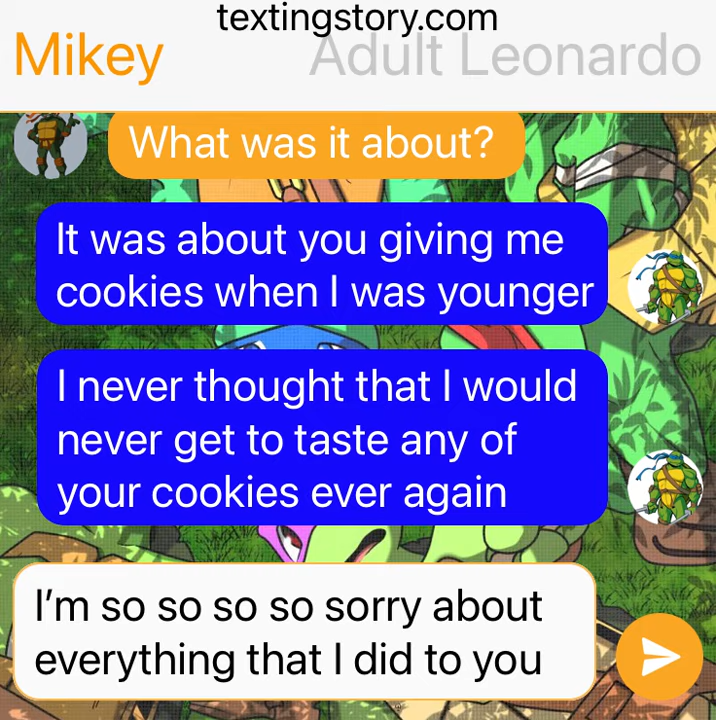 textingstory.com
Mikey
Adult Leonardo
What was it about?
It was about you giving me
cookies when I was younger
I never thought that I would
never get to taste any of
your cookies ever again
I'm so so so so sorry about
everything that I did to you